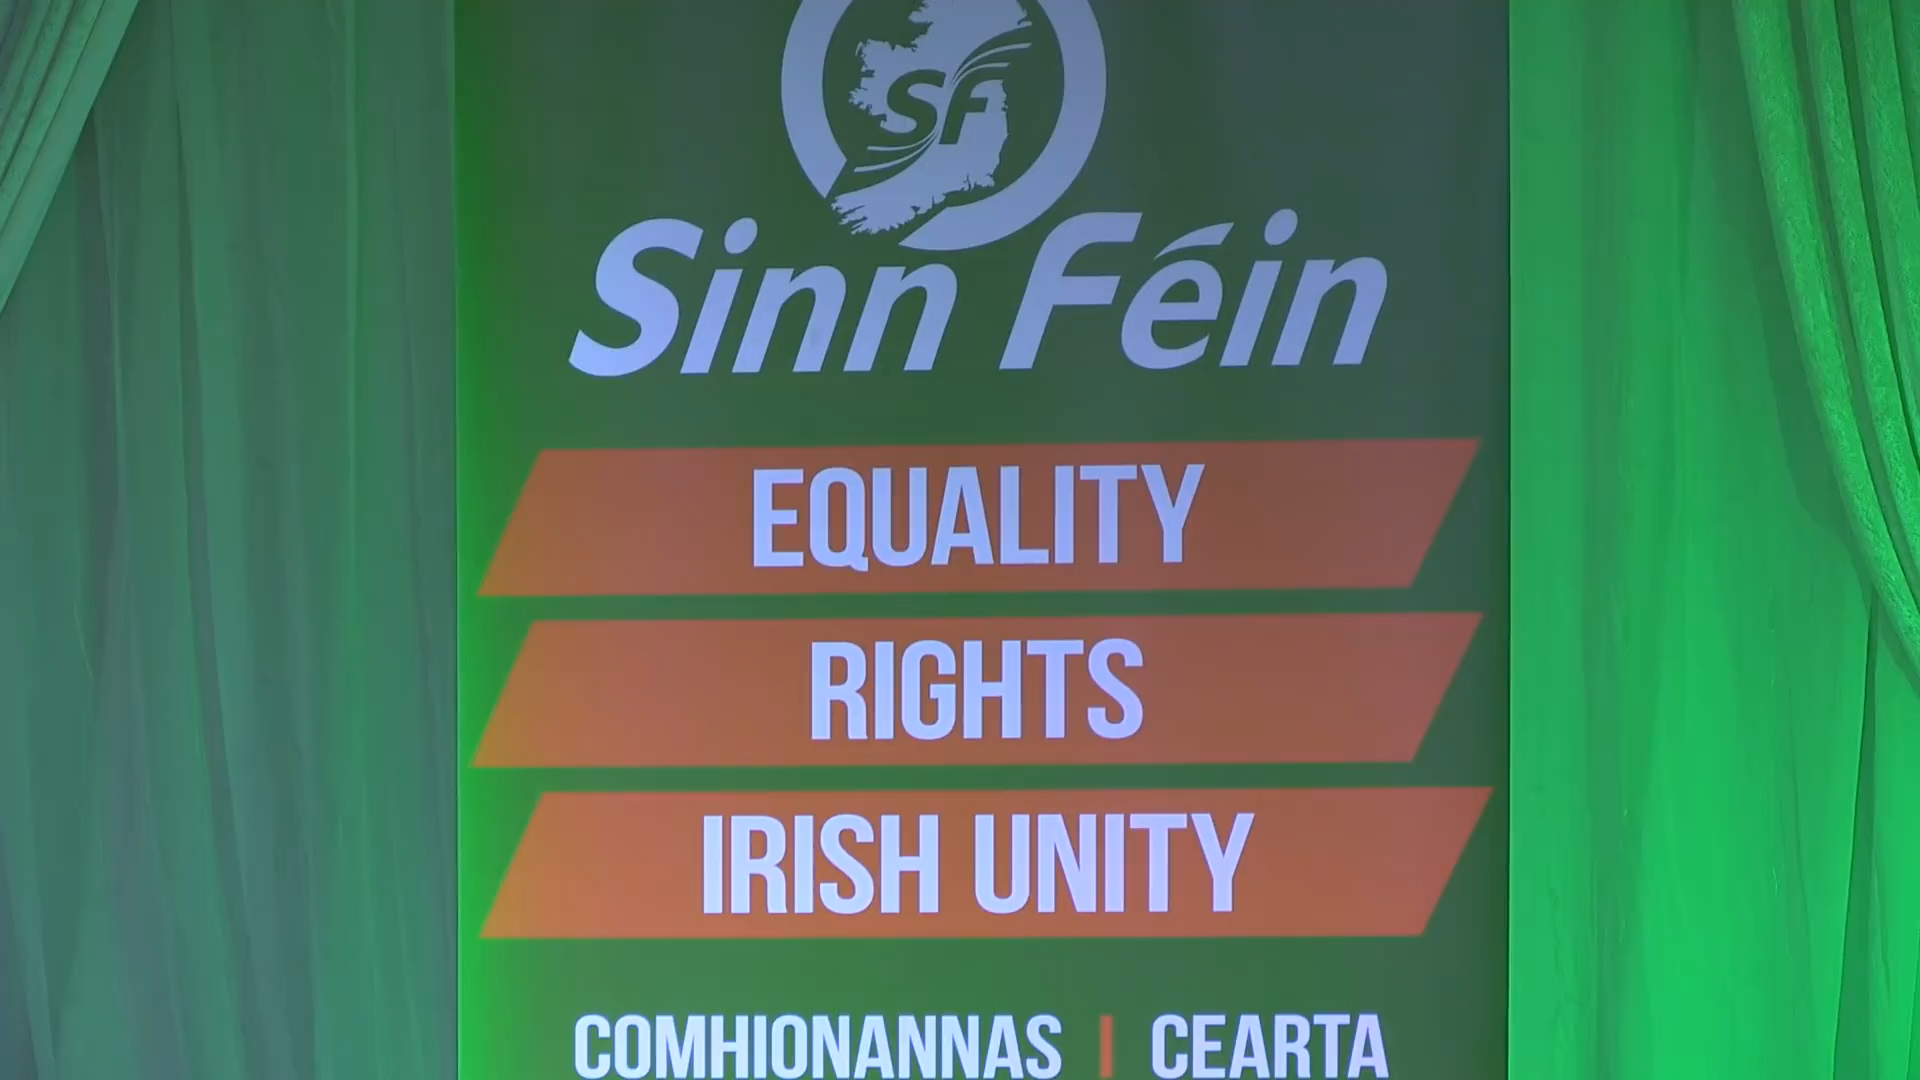 SF
Sinn Féin
EQUALITY
RIGHTS
IRISH UNITY
COMHIONANNAS | CEARTA